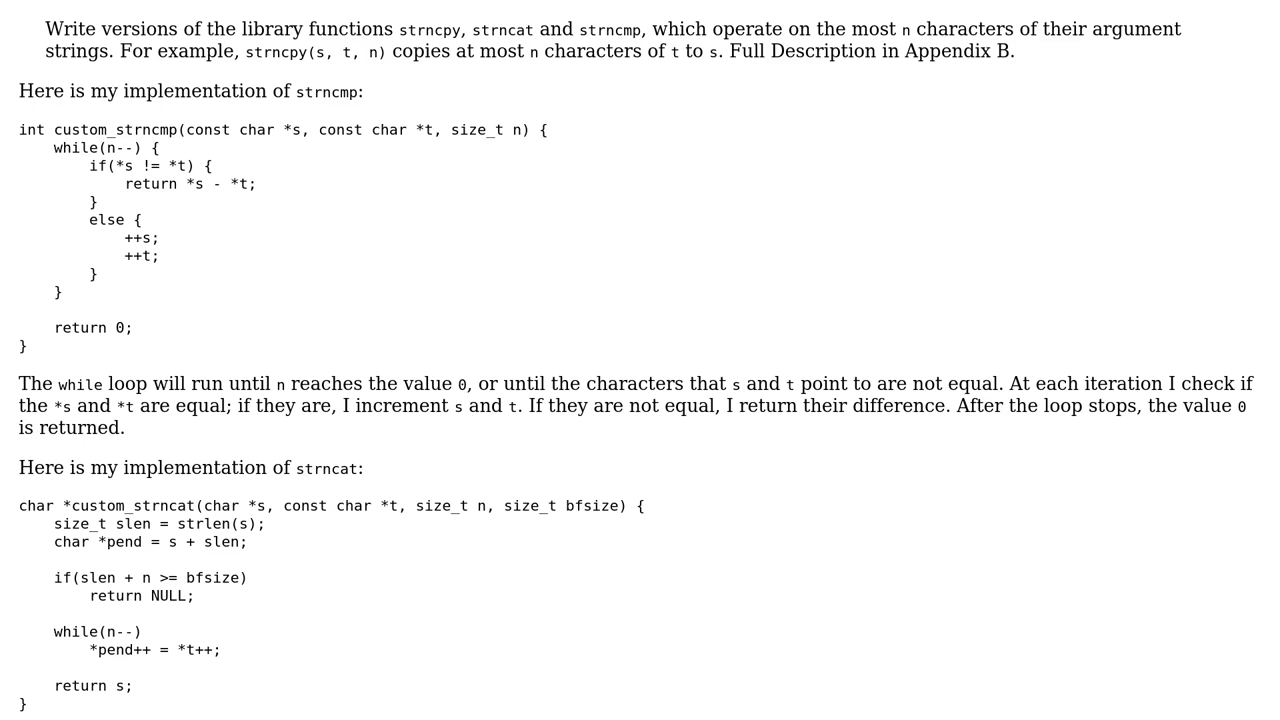 Write versions of the library functions strncpy, strncat and strncmp, which operate on the most n characters of their argument
strings. For example, strncpy(s, t, n) copies at most n characters of t to s. Full Description in Appendix B.
Here is my implementation of strncmp:
int custom_strncmp(const char *s, const char *t, size_t n) {
    while(n--) {
        if(*s != *t) {
            return *s - *t;
        }
        else {
            ++s;
            ++t;
        }
    }
    return 0;
}
The while loop will run until n reaches the value 0, or until the characters that s and t point to are not equal. At each iteration I check if
the *s and *t are equal; if they are, I increment s and t. If they are not equal, I return their difference. After the loop stops, the value 0
is returned.
Here is my implementation of strncat:
char *custom_strncat(char *s, const char *t, size_t n, size_t bfsize) {
    size_t slen = strlen(s);
    char *pend = s + slen;
    if(slen + n >= bfsize)
        return NULL;
    while(n--)
        *pend++ = *t++;
    return s;
}